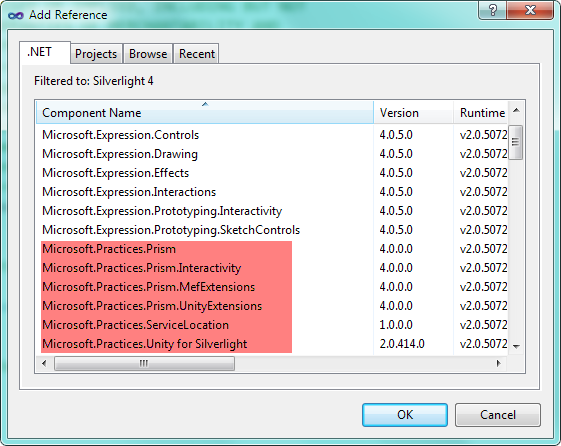 Add Reference
.NET Projects Browse Recent
Filtered to: Silverlight 4
Component Name Version Runtime
Microsoft.Expression.Controls 4.0.5.0 v2.0.5072
Microsoft.Expression.Drawing 4.0.5.0 v2.0.5072
Microsoft.Expression.Effects 4.0.5.0 v2.0.5072
Microsoft.Expression.Interactions 4.0.5.0 v2.0.5072
Microsoft.Expression.Prototyping.Interactivity 4.0.5.0 v2.0.5072
Microsoft.Expression.Prototyping.SketchControls 4.0.5.0 v2.0.5072
Microsoft.Practices.Prism 4.0.0.0 v2.0.5072
Microsoft.Practices.Prism.Interactivity 4.0.0.0 v2.0.5072
Microsoft.Practices.Prism.MefExtensions 4.0.0.0 v2.0.5072
Microsoft.Practices.Prism.UnityExtensions 4.0.0.0 v2.0.5072
Microsoft.Practices.ServiceLocation 1.0.0.0 v2.0.5072
Microsoft.Practices.Unity for Silverlight 2.0.414.0 v2.0.5072
OK Cancel